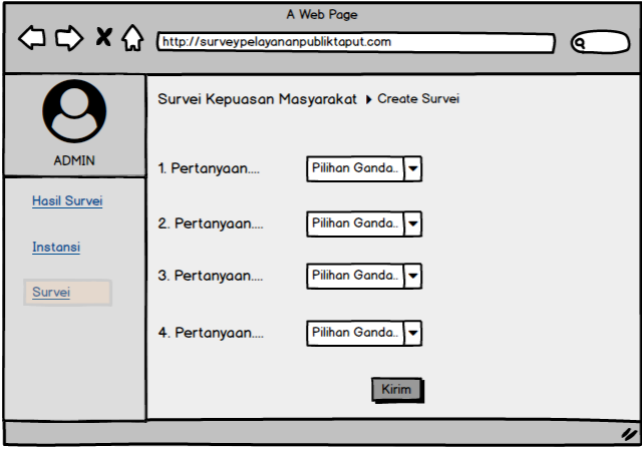 A Web Page
http://surveypelayananpubliktaput.com
ADMIN
Hasil Survei
Instansi
Survei
Survei Kepuasan Masyarakat Create Survei
1. Pertanyaan.... Pilihan Ganda..
2. Pertanyaan.... Pilihan Ganda..
3. Pertanyaan.... Pilihan Ganda..
4. Pertanyaan.... Pilihan Ganda..
Kirim